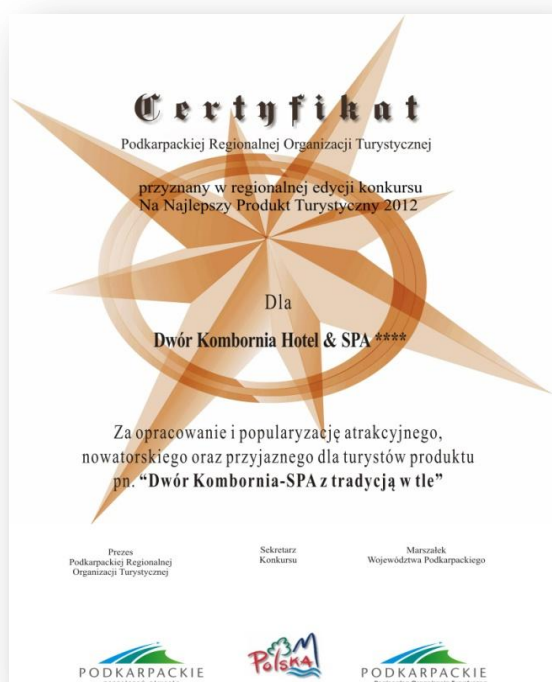 Certyfikat
Podkarpackiej Regionalnej Organizacji Turystycznej
przyznany w regionalnej edycji konkursu
Na Najlepszy Produkt Turystyczny 2012
Dla
Dwór Kombornia Hotel & SPA ****
Za opracowanie i popularyzację atrakcyjnego,
nowatorskiego oraz przyjaznego dla turystów produktu
pn. “Dwór Kombornia-SPA z tradycją w tle”
Prezes
Podkarpackiej Regionalnej
Organizacji Turystycznej
Sekretarz
Konkursu
Marszałek
Województwa Podkarpackiego
PODKARPACKIE
POLSKA
PODKARPACKIE